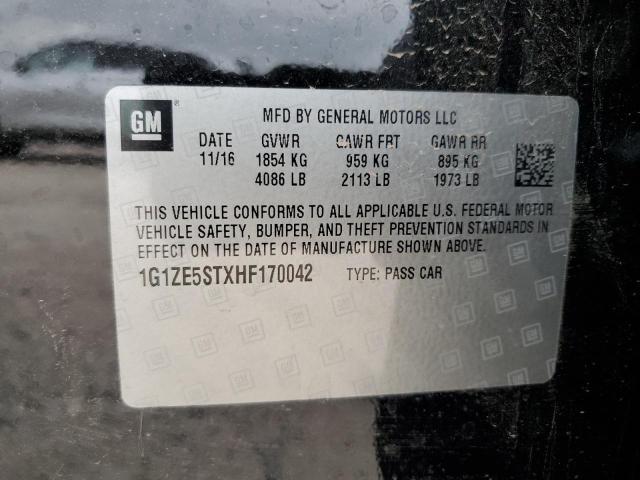 GM ®
MFD BY GENERAL MOTORS LLC
DATE GVWR GAWR FRT GAWR RR
11/16 1854 KG 959 KG 895 KG
4086 LB 2113 LB 1973 LB
THIS VEHICLE CONFORMS TO ALL APPLICABLE U.S. FEDERAL MOTOR
VEHICLE SAFETY, BUMPER, AND THEFT PREVENTION STANDARDS
IN EFFECT ON THE DATE OF MANUFACTURE SHOWN ABOVE.
1G1ZE5STXHF170042 TYPE: PASS CAR